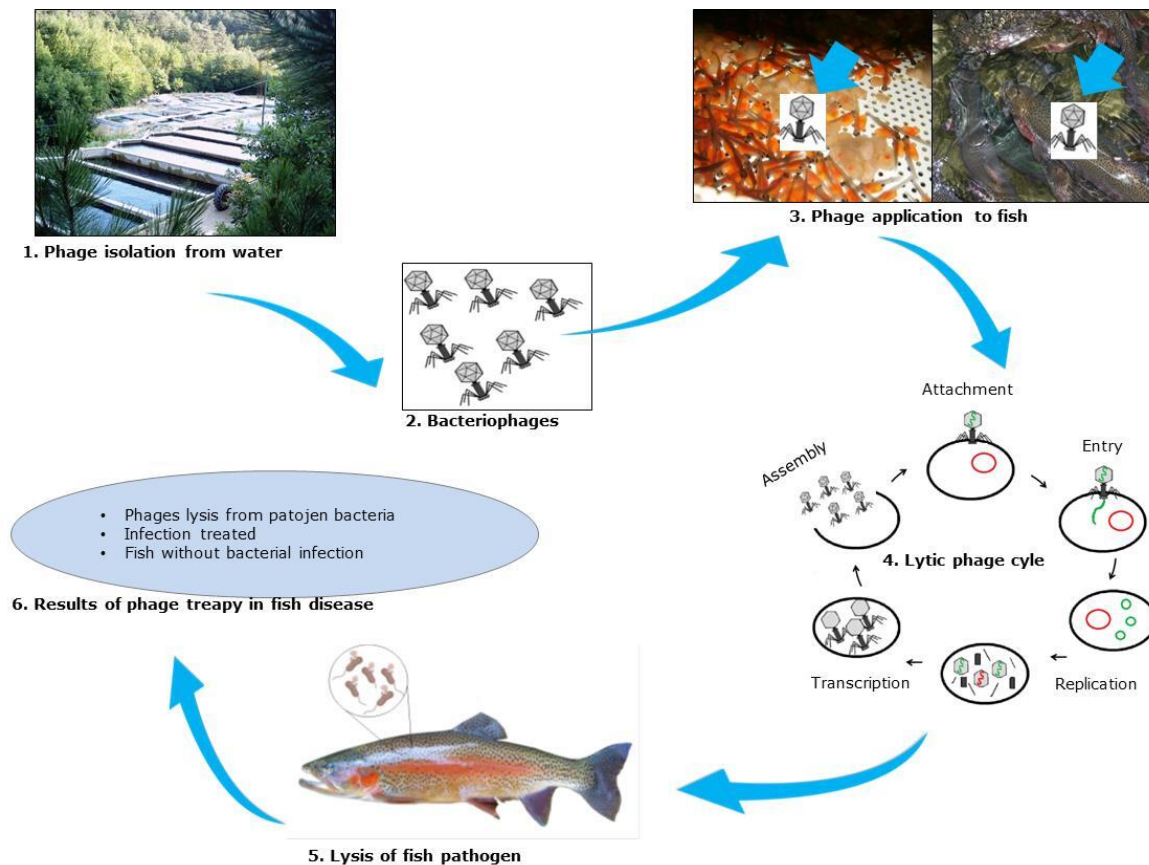 1. Phage isolation from water
2. Bacteriophages
3. Phage application to fish
Attachment
Entry
Replication
Transcription
Assembly
4. Lytic phage cyle
5. Lysis of fish pathogen
• Phages lysis from patojen bacteria
• Infection treated
• Fish without bacterial infection
6. Results of phage treapy in fish disease